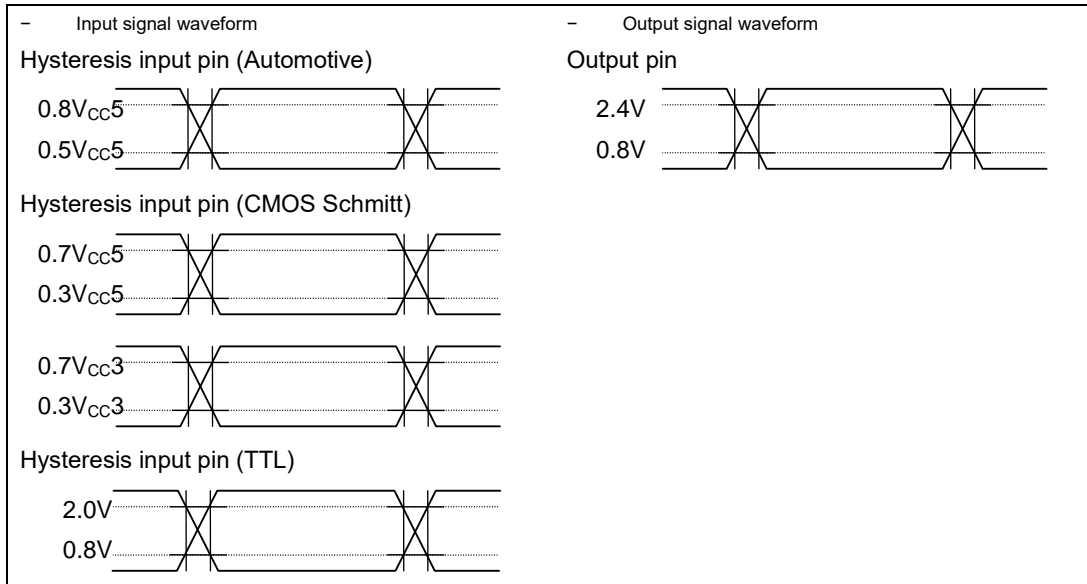 − Input signal waveform
Hysteresis input pin (Automotive)
0.8VCC5
0.5VCC5
Hysteresis input pin (CMOS Schmitt)
0.7VCC5
0.3VCC5
0.7VCC3
0.3VCC3
Hysteresis input pin (TTL)
2.0V
0.8V
− Output signal waveform
Output pin
2.4V
0.8V